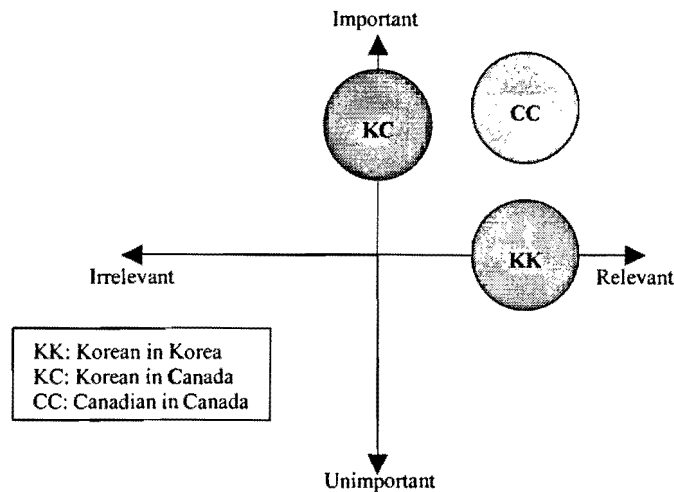 Important
KC
CC
KK
Irrelevant
Relevant
KK: Korean in Korea
KC: Korean in Canada
CC: Canadian in Canada
Unimportant